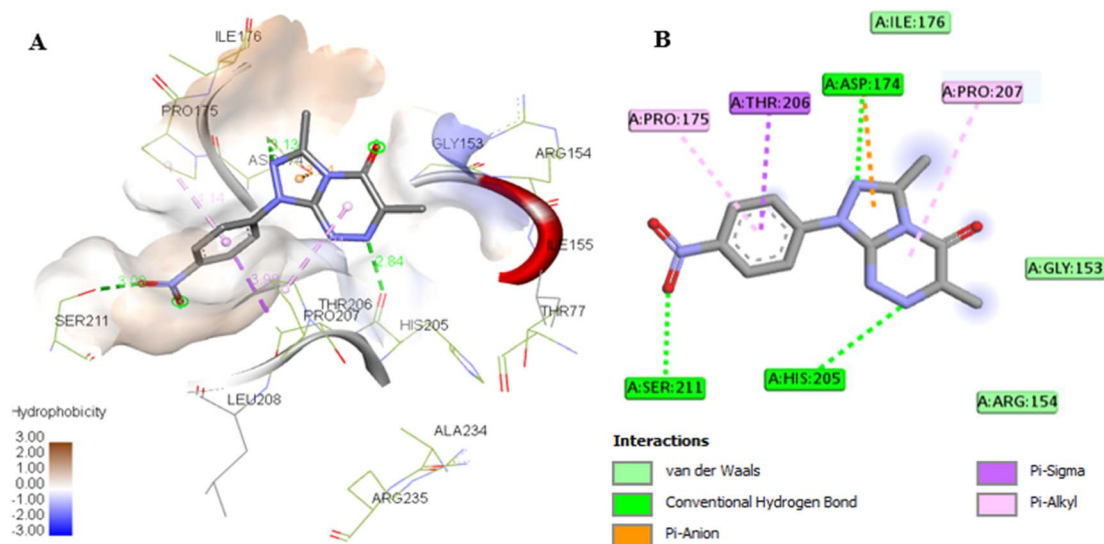 A
ILE176
PRO175
3.13
GLY153
ARG154
ILE155
2.84
3.99
SER211
THR206
PRO207
HIS205
THR77
LEU208
ALA234
ARG235
Hydrophobicity
3.00
2.00
1.00
0.00
-1.00
-2.00
-3.00
B
A:ILE:176
A:ASP:174
A:PRO:207
A:THR:206
A:PRO:175
A:GLY:153
A:HIS:205
A:SER:211
A:ARG:154
Interactions
van der Waals
Conventional Hydrogen Bond
Pi-Anion
Pi-Sigma
Pi-Alkyl